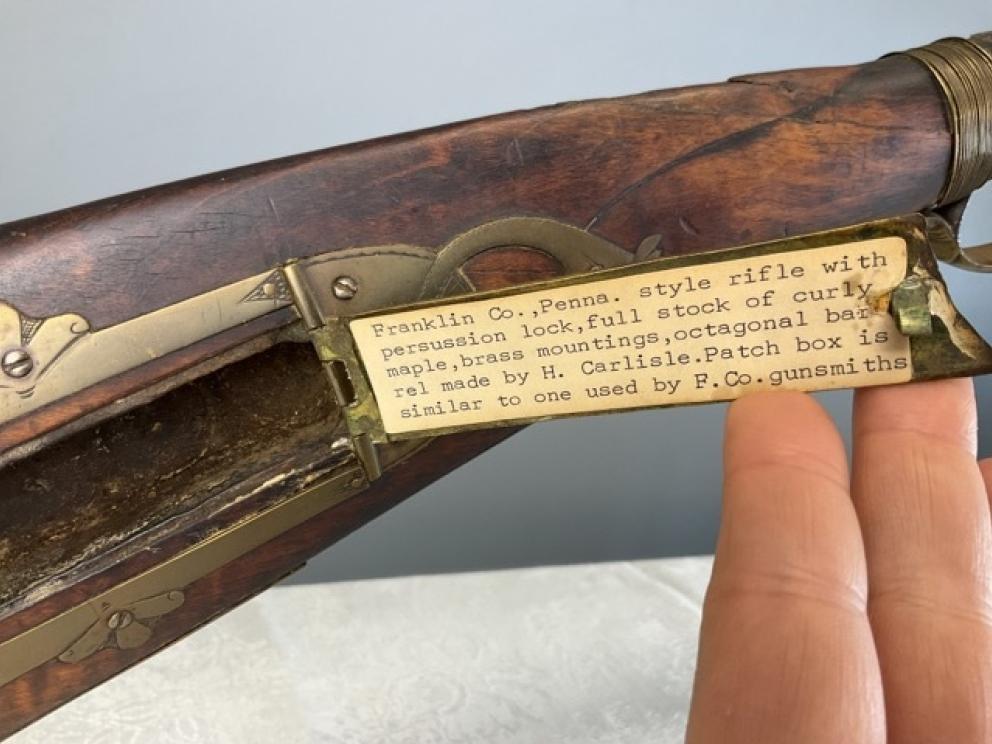 Franklin Co.,Penna. style rifle with
persussion lock,full stock of curly
maple,brass mountings,octagonal bar
rel made by H. Carlisle.Patch box is
similar to one used by F.Co.gunsmiths